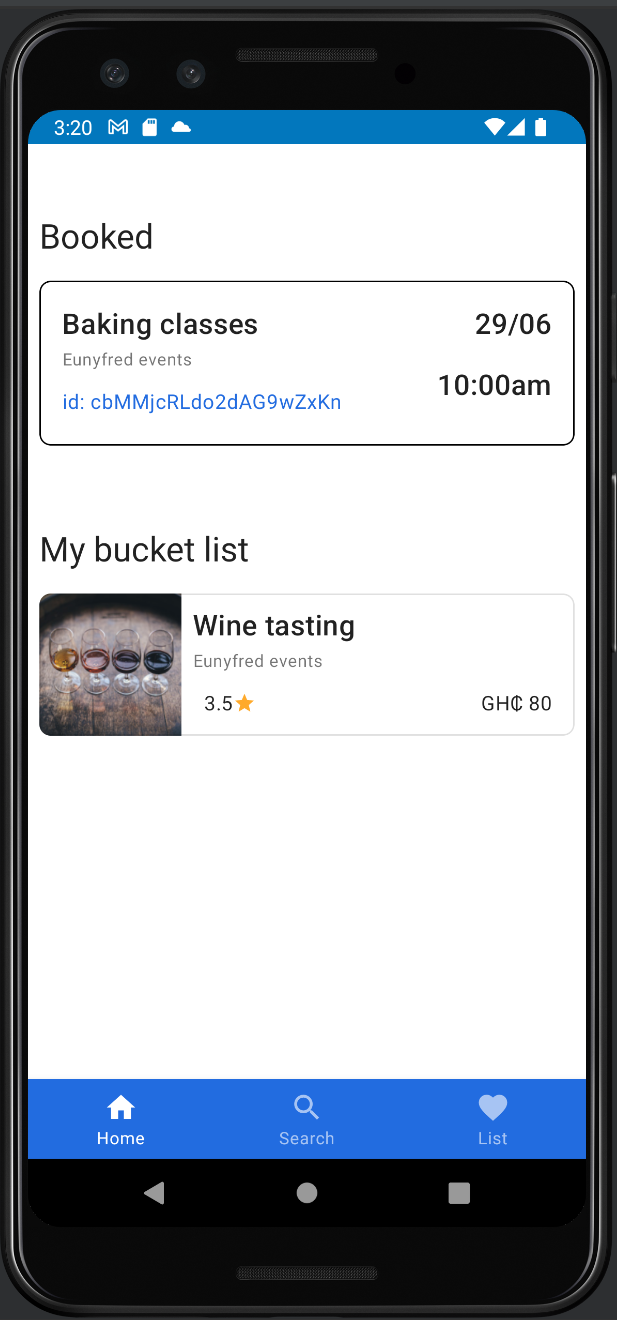 3:20
Booked
Baking classes 29/06
Eunyfred events
10:00am
id: cbMMjcRLdo2dAG9wZxKn
My bucket list
Wine tasting
Eunyfred events
3.5 GH₵ 80
Home Search List